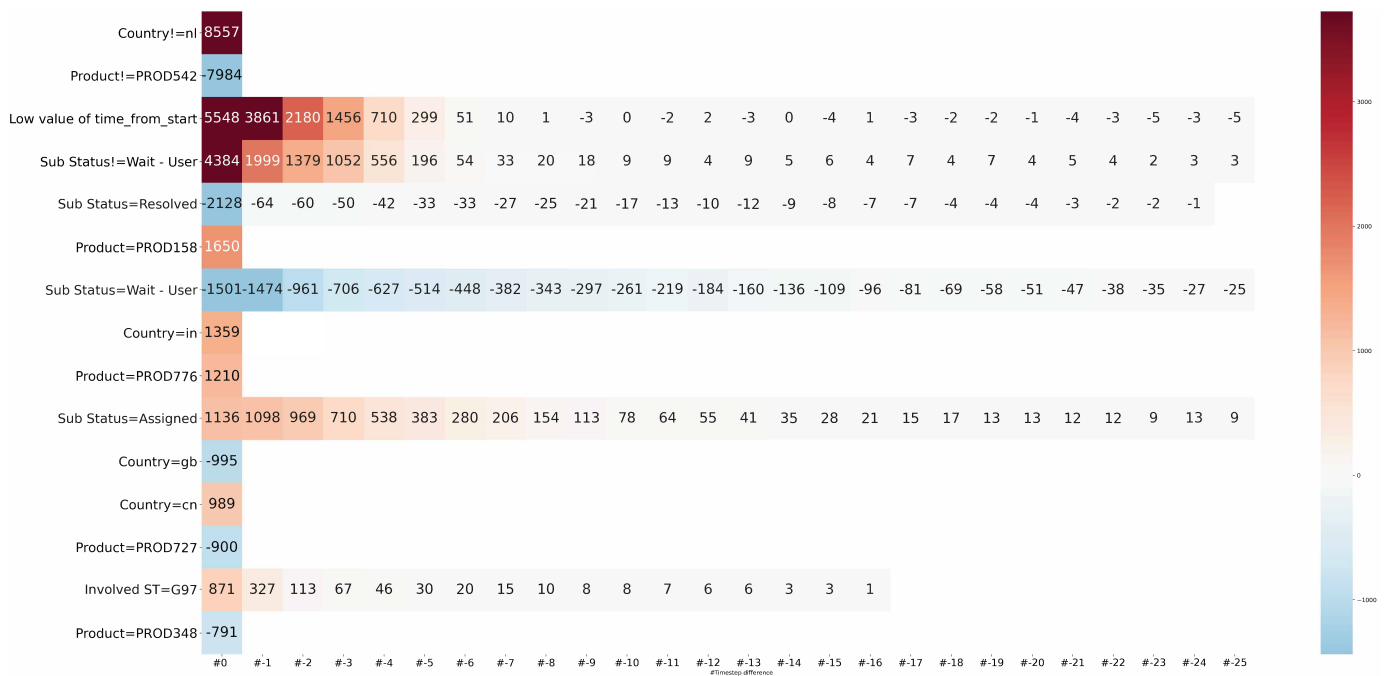 Country!=nl 8557
Product!=PROD542 -7984
Low value of time_from_start 5548 3861 2180 1456 710 299 51 10 1 -3 0 -2 2 -3 0 -4 1 -3 -2 -2 -1 -4 -3 -5 -3 -5
Sub Status!=Wait - User 4384 1999 1379 1052 556 196 54 33 20 18 9 9 4 9 5 6 4 7 4 7 4 5 4 2 3 3
Sub Status=Resolved -2128 -64 -60 -50 -42 -33 -33 -27 -25 -21 -17 -13 -10 -12 -9 -8 -7 -7 -4 -4 -4 -3 -2 -2 -1
Product=PROD158 1650
Sub Status=Wait - User -1501 -1474 -961 -706 -627 -514 -448 -382 -343 -297 -261 -219 -184 -160 -136 -109 -96 -81 -69 -58 -51 -47 -38 -35 -27 -25
Country=in 1359
Product=PROD776 1210
Sub Status=Assigned 1136 1098 969 710 538 383 280 206 154 113 78 64 55 41 35 28 21 15 17 13 13 12 12 9 13 9
Country=gb -995
Country=cn 989
Product=PROD727 -900
Involved ST=G97 871 327 113 67 46 30 20 15 10 8 8 7 6 6 3 3 1
Product=PROD348 -791
#0 #-1 #-2 #-3 #-4 #-5 #-6 #-7 #-8 #-9 #-10 #-11 #-12 #-13 #-14 #-15 #-16 #-17 #-18 #-19 #-20 #-21 #-22 #-23 #-24 #-25
#Timestep difference
3000
2000
1000
0
−1000